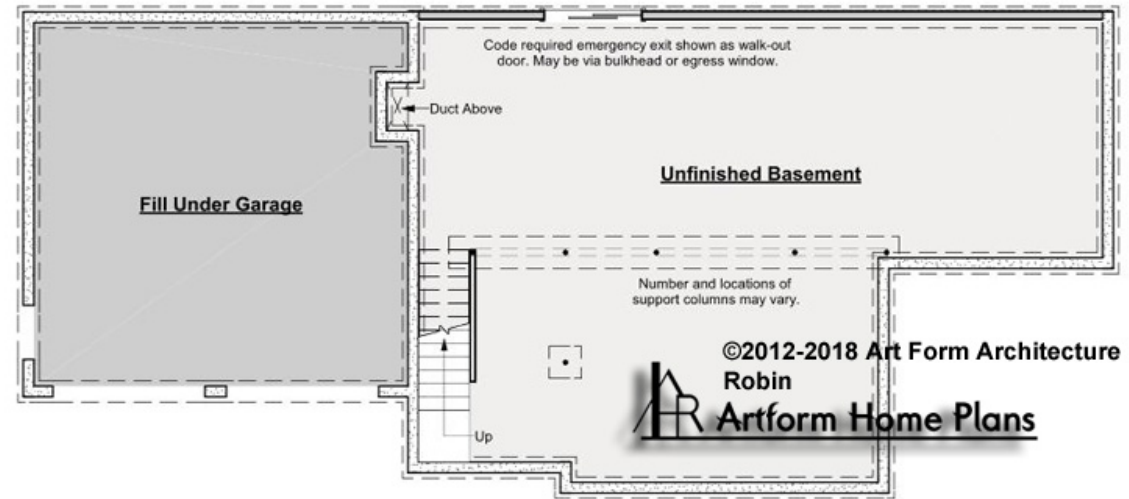 Code required emergency exit shown as walk-out
door. May be via bulkhead or egress window.
Duct Above
Unfinished Basement
Fill Under Garage
Number and locations of
support columns may vary.
©2012-2018 Art Form Architecture
Robin
AFR Artform Home Plans
Up